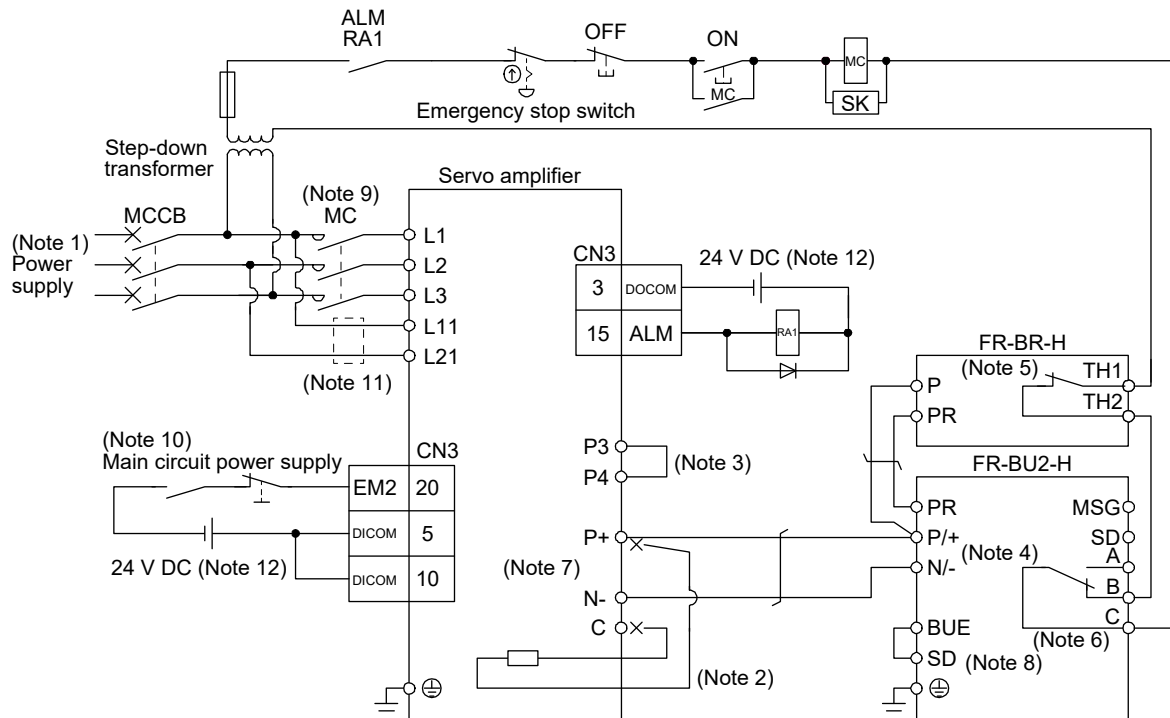 ALM
RA1
OFF
ON
MC
SK
MC
Emergency stop switch
Step-down
transformer
Servo amplifier
(Note 9)
MCCB
MC
(Note 1)
Power
supply
L1
L2
L3
L11
L21
(Note 11)
CN3
24 V DC (Note 12)
3
DOCOM
15
ALM
RA1
FR-BR-H
(Note 5)
TH1
P
TH2
PR
(Note 10)
Main circuit power supply
CN3
EM2
20
DICOM
5
DICOM
10
24 V DC (Note 12)
P3
(Note 3)
P4
P+
(Note 7)
N-
C
(Note 2)
FR-BU2-H
PR
MSG
P/+
SD
(Note 4)
A
N/-
B
BUE
C
(Note 6)
SD
(Note 8)